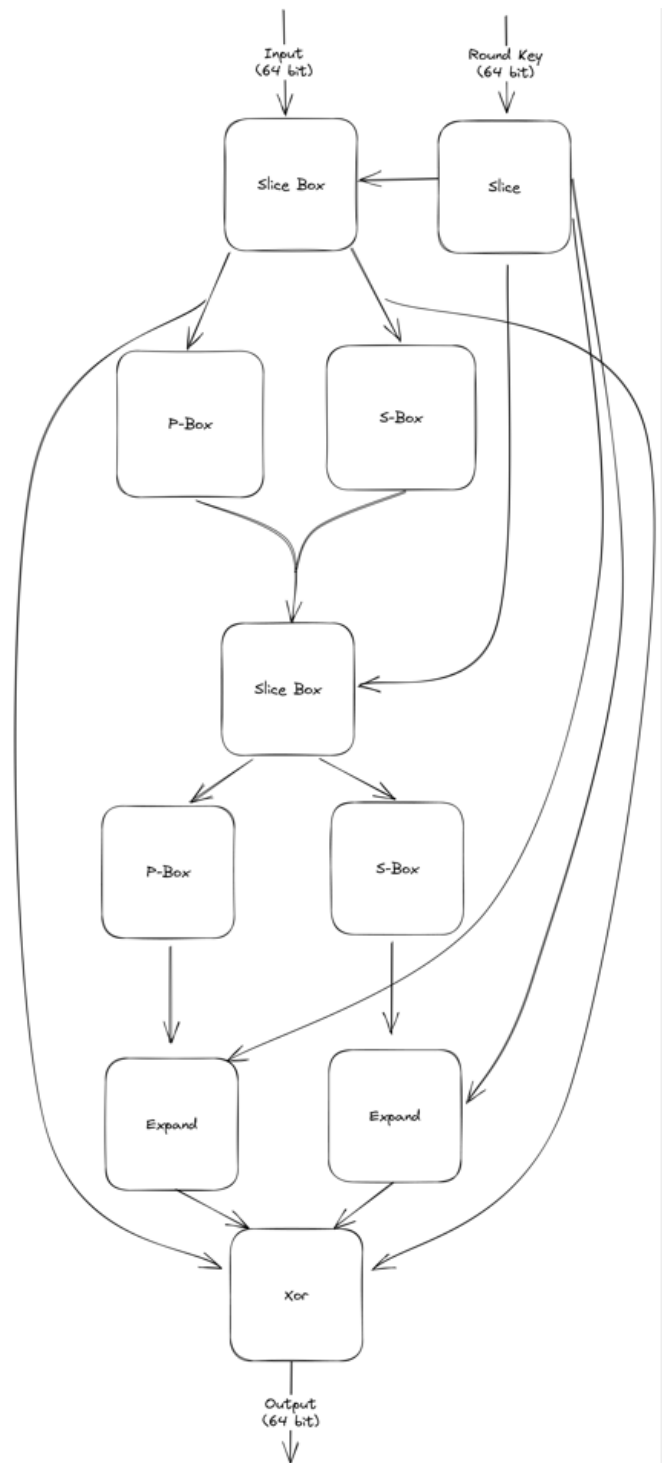 Input
(64 bit)
Round Key
(64 bit)
Slice Box
Slice
P-Box
S-Box
Slice Box
P-Box
S-Box
Expand
Expand
Xor
Output
(64 bit)